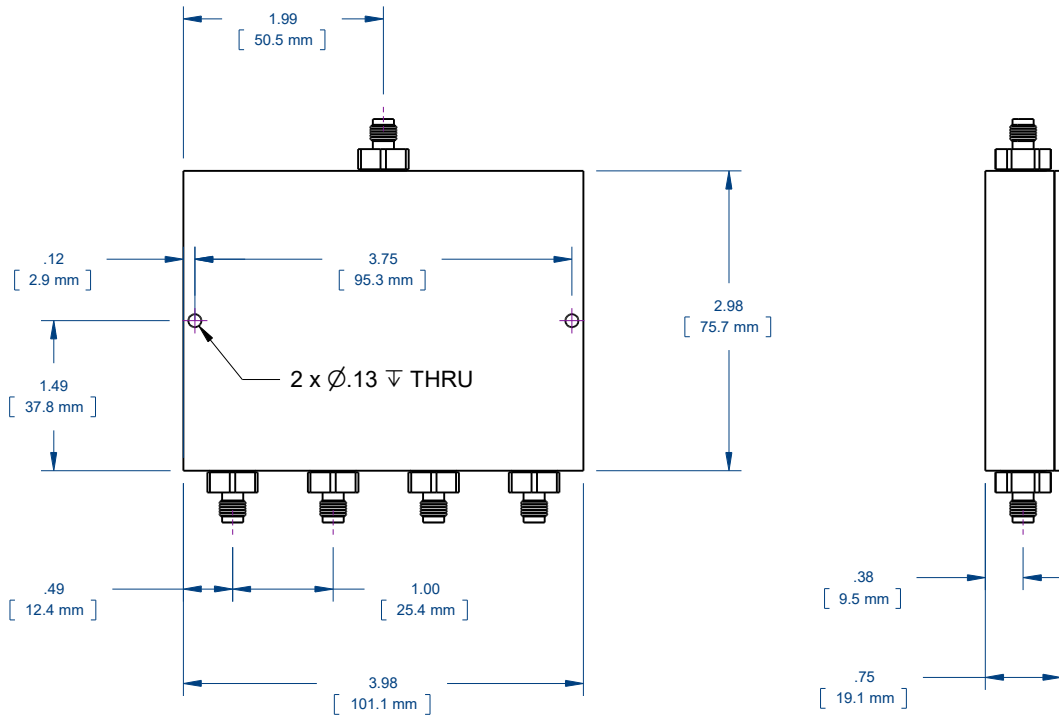 1.99
[ 50.5 mm ]
.12
[ 2.9 mm ]
3.75
[ 95.3 mm ]
2.98
[ 75.7 mm ]
2 x ∅.13 ↧ THRU
1.49
[ 37.8 mm ]
.49
[ 12.4 mm ]
1.00
[ 25.4 mm ]
.38
[ 9.5 mm ]
3.98
[ 101.1 mm ]
.75
[ 19.1 mm ]